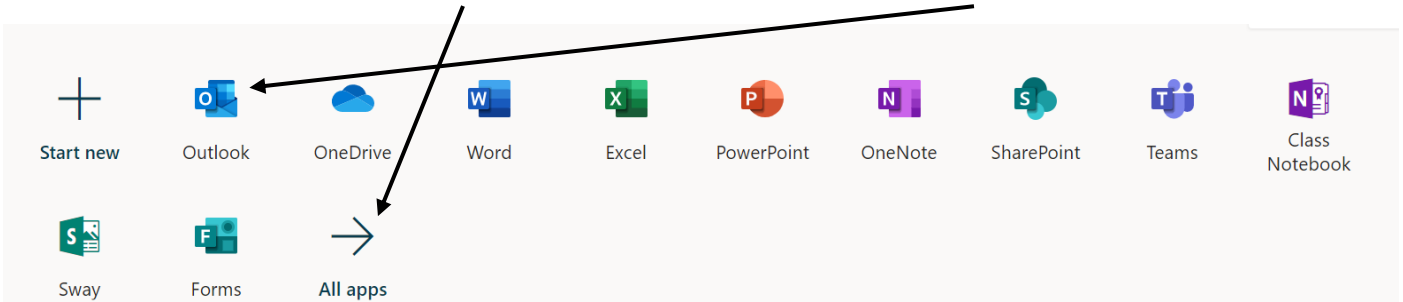 Start new
Outlook
OneDrive
Word
Excel
PowerPoint
OneNote
SharePoint
Teams
Class
Notebook
Sway
Forms
All apps